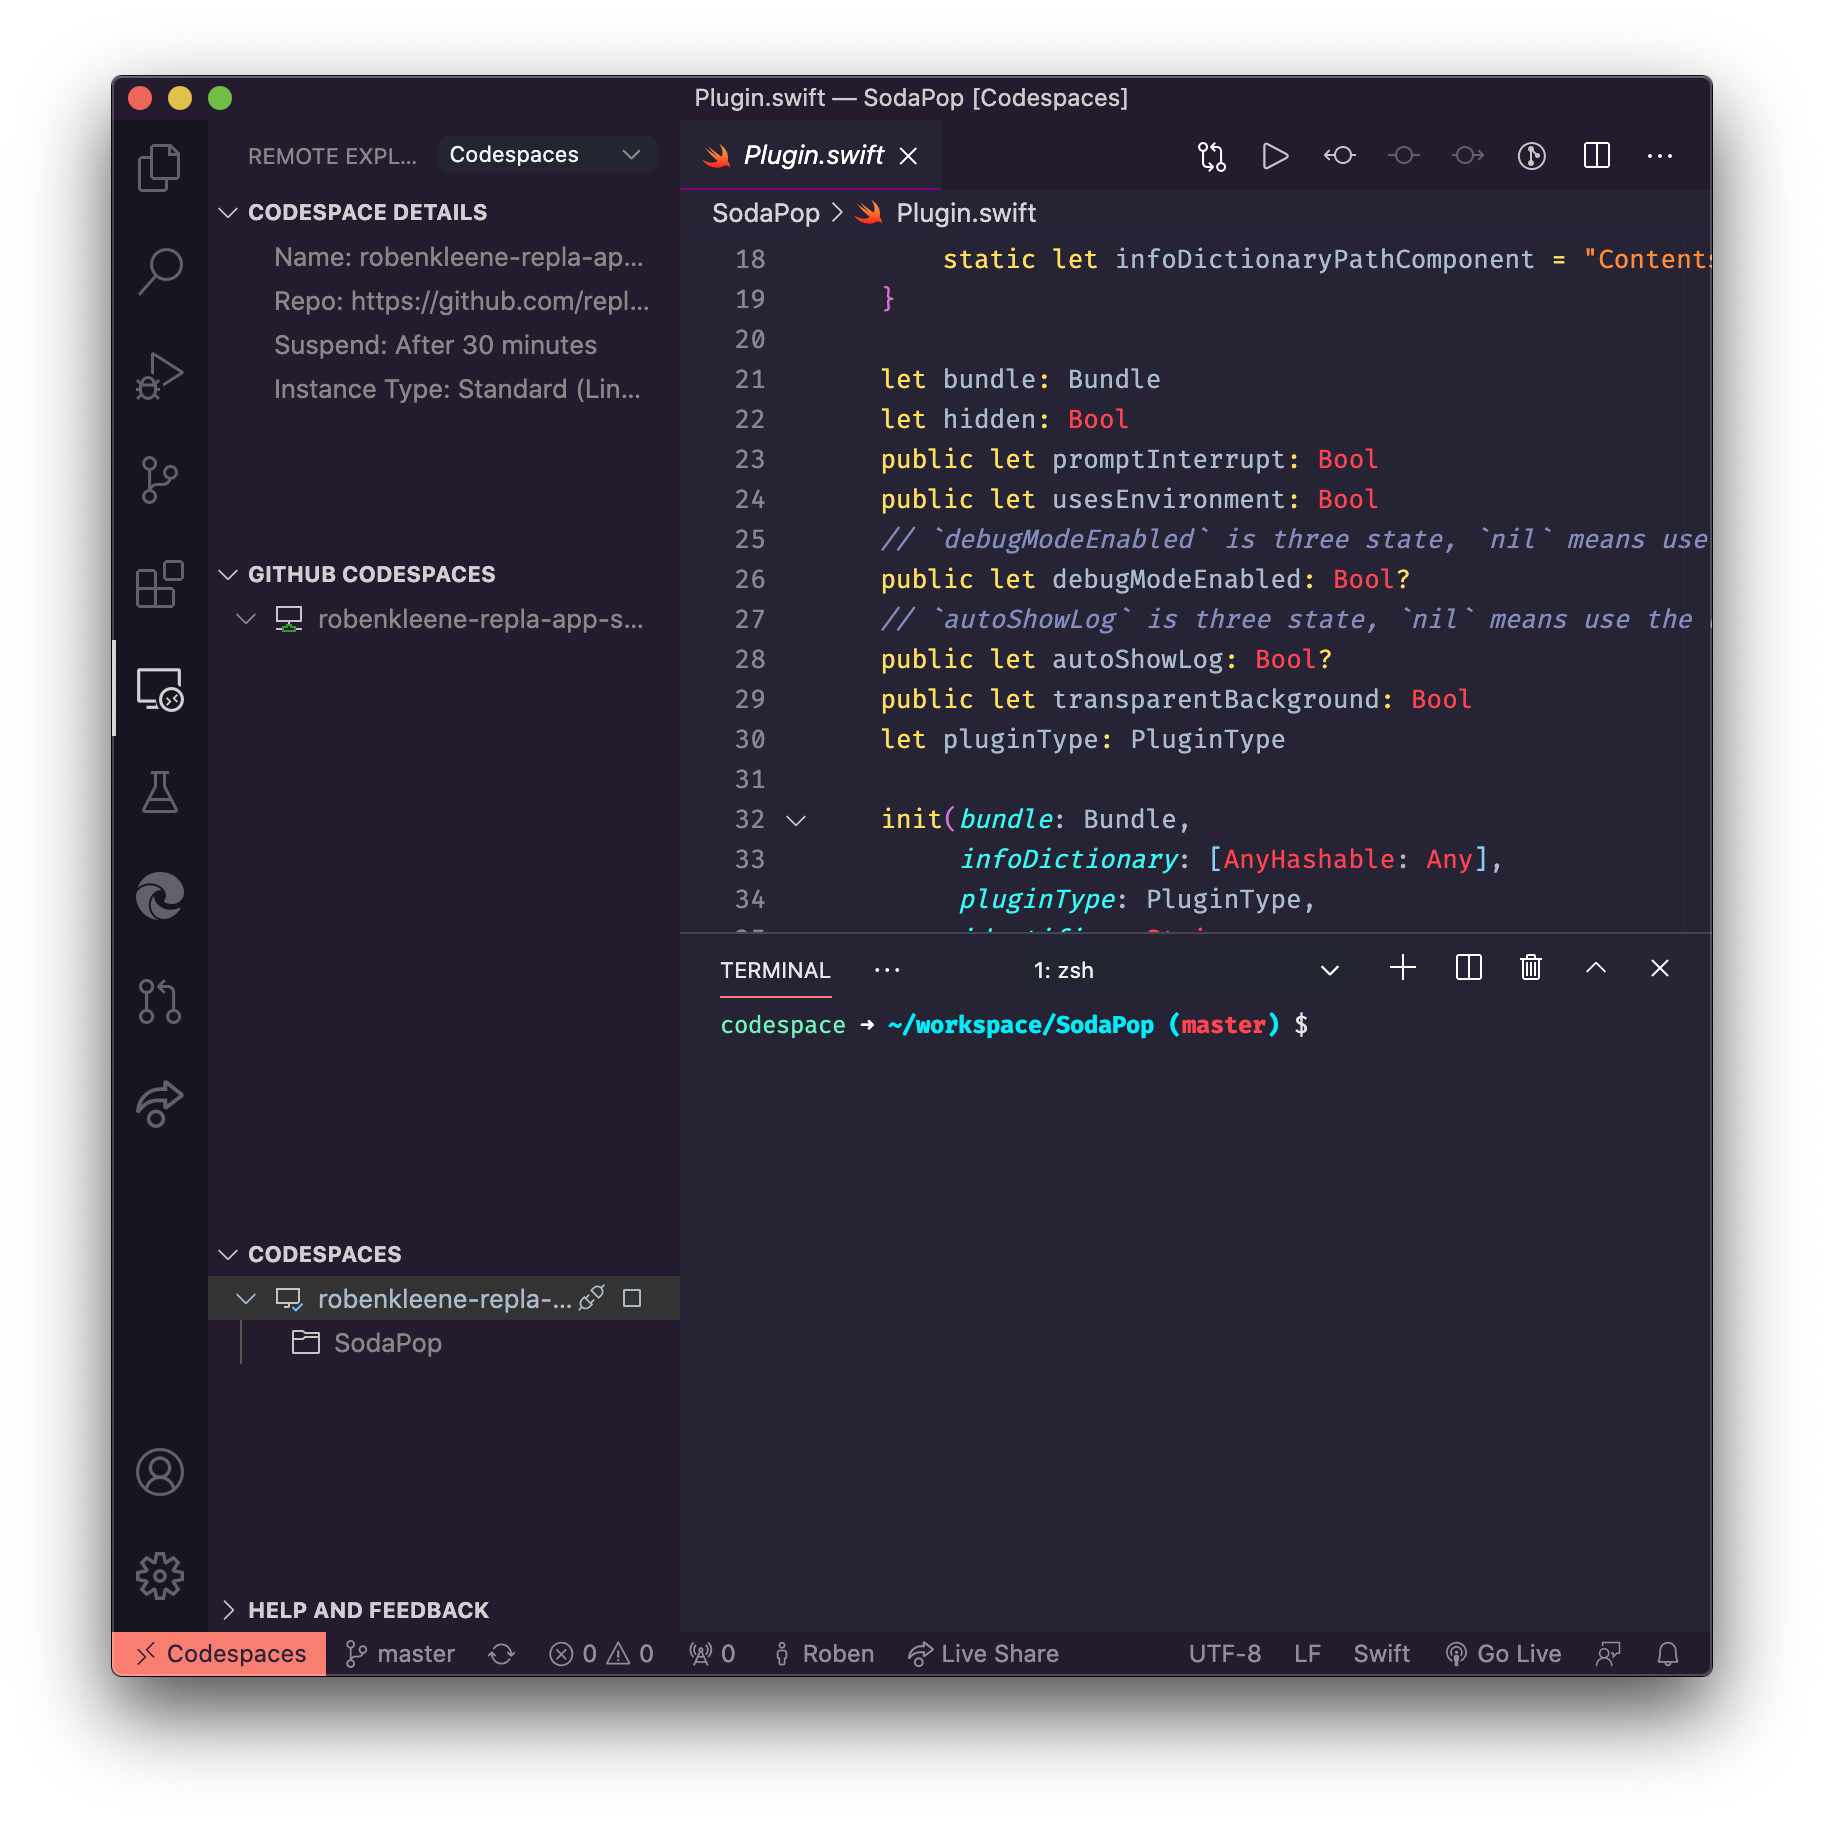 Plugin.swift — SodaPop [Codespaces]
REMOTE EXPL...
Codespaces
CODESPACE DETAILS
Name: robenkleene-repla-ap...
Repo: https://github.com/repl...
Suspend: After 30 minutes
Instance Type: Standard (Lin...
GITHUB CODESPACES
robenkleene-repla-app-s...
CODESPACES
robenkleene-repla-...
SodaPop
HELP AND FEEDBACK
Plugin.swift
SodaPop > Plugin.swift
18 static let infoDictionaryPathComponent = "Contents
19 }
20
21 let bundle: Bundle
22 let hidden: Bool
23 public let promptInterrupt: Bool
24 public let usesEnvironment: Bool
25 // `debugModeEnabled` is three state, `nil` means use
26 public let debugModeEnabled: Bool?
27 // `autoShowLog` is three state, `nil` means use the
28 public let autoShowLog: Bool?
29 public let transparentBackground: Bool
30 let pluginType: PluginType
31
32 init(bundle: Bundle,
33 infoDictionary: [AnyHashable: Any],
34 pluginType: PluginType,
TERMINAL
1: zsh
codespace → ~/workspace/SodaPop (master) $
Codespaces master 0 0 0 Roben Live Share UTF-8 LF Swift Go Live